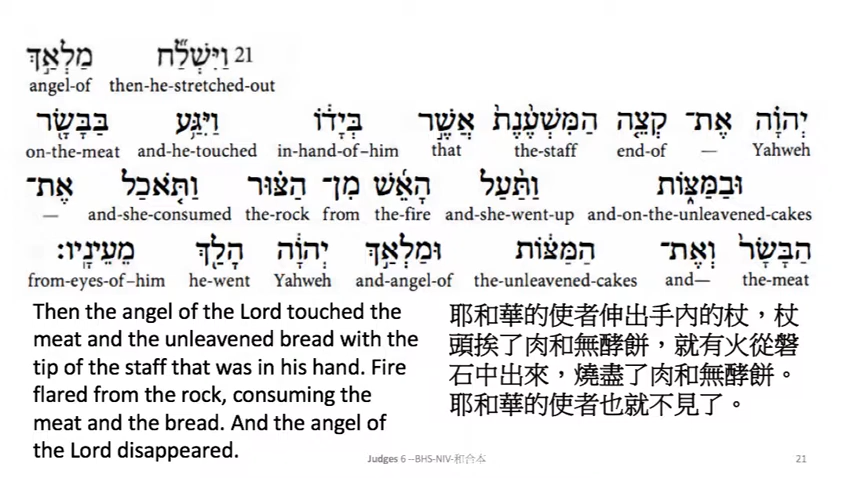 21 וַיִּשְׁלַ֞ח מַלְאַ֣ךְ
angel-of then-he-stretched-out
יְהוָ֗ה אֶת־ קְצֵ֤ה הַמִּשְׁעֶ֙נֶת֙ אֲשֶׁ֣ר בְּיָד֔וֹ וַיִּגַּ֥ע בַּבָּשָׂ֖ר
on-the-meat and-he-touched in-hand-of-him that the-staff end-of — Yahweh
וּבַמַּצּ֑וֹת וַתַּ֨עַל הָאֵ֜שׁ מִן־ הַצּ֗וּר וַתֹּ֤אכַל אֶת־
— and-she-consumed the-rock from the-fire and-she-went-up and-on-the-unleavened-cakes
הַבָּשָׂר֙ וְאֶת־ הַמַּצּ֔וֹת וּמַלְאַ֣ךְ יְהוָ֔ה הָלַ֖ךְ מֵעֵינָֽיו׃
from-eyes-of-him he-went Yahweh and-angel-of the-unleavened-cakes and— the-meat
Then the angel of the Lord touched the
meat and the unleavened bread with the
tip of the staff that was in his hand. Fire
flared from the rock, consuming the
meat and the bread. And the angel of
the Lord disappeared.
耶和華的使者伸出手內的杖，杖
頭挨了肉和無酵餅，就有火從磐
石中出來，燒盡了肉和無酵餅。
耶和華的使者也就不見了。
Judges 6 --BHS-NIV-和合本
21